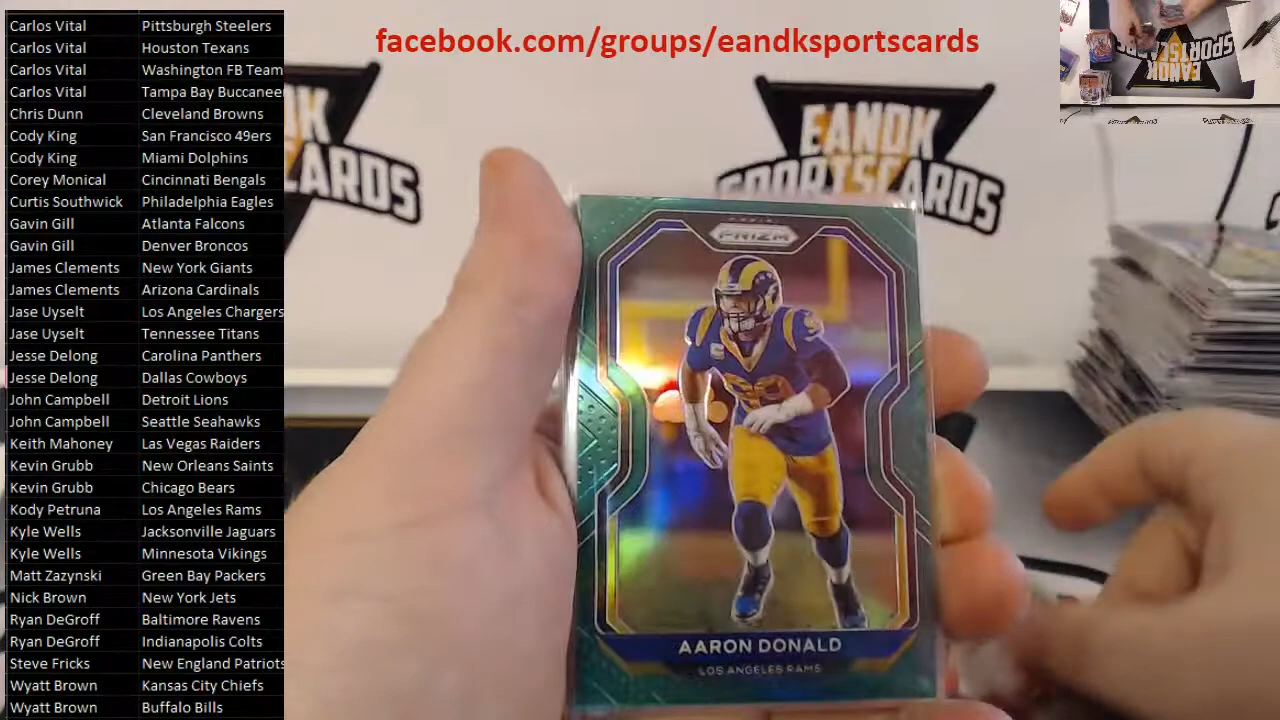 Carlos Vital Pittsburgh Steelers
Carlos Vital Houston Texans
Carlos Vital Washington FB Team
Carlos Vital Tampa Bay Buccanee
Chris Dunn Cleveland Browns
Cody King San Francisco 49ers
Cody King Miami Dolphins
Corey Monical Cincinnati Bengals
Curtis Southwick Philadelphia Eagles
Gavin Gill Atlanta Falcons
Gavin Gill Denver Broncos
James Clements New York Giants
James Clements Arizona Cardinals
Jase Uyselt Los Angeles Chargers
Jase Uyselt Tennessee Titans
Jesse Delong Carolina Panthers
Jesse Delong Dallas Cowboys
John Campbell Detroit Lions
John Campbell Seattle Seahawks
Keith Mahoney Las Vegas Raiders
Kevin Grubb New Orleans Saints
Kevin Grubb Chicago Bears
Kody Petruna Los Angeles Rams
Kyle Wells Jacksonville Jaguars
Kyle Wells Minnesota Vikings
Matt Zazynski Green Bay Packers
Nick Brown New York Jets
Ryan DeGroff Baltimore Ravens
Ryan DeGroff Indianapolis Colts
Steve Fricks New England Patriots
Wyatt Brown Kansas City Chiefs
Wyatt Brown Buffalo Bills
facebook.com/groups/eandksportscards
DK
CARDS
EANDK
SPORTSCARDS
EANDK
SPORTSCARDS
PANINI
PRIZM
99
AARON DONALD
LOS ANGELES RAMS